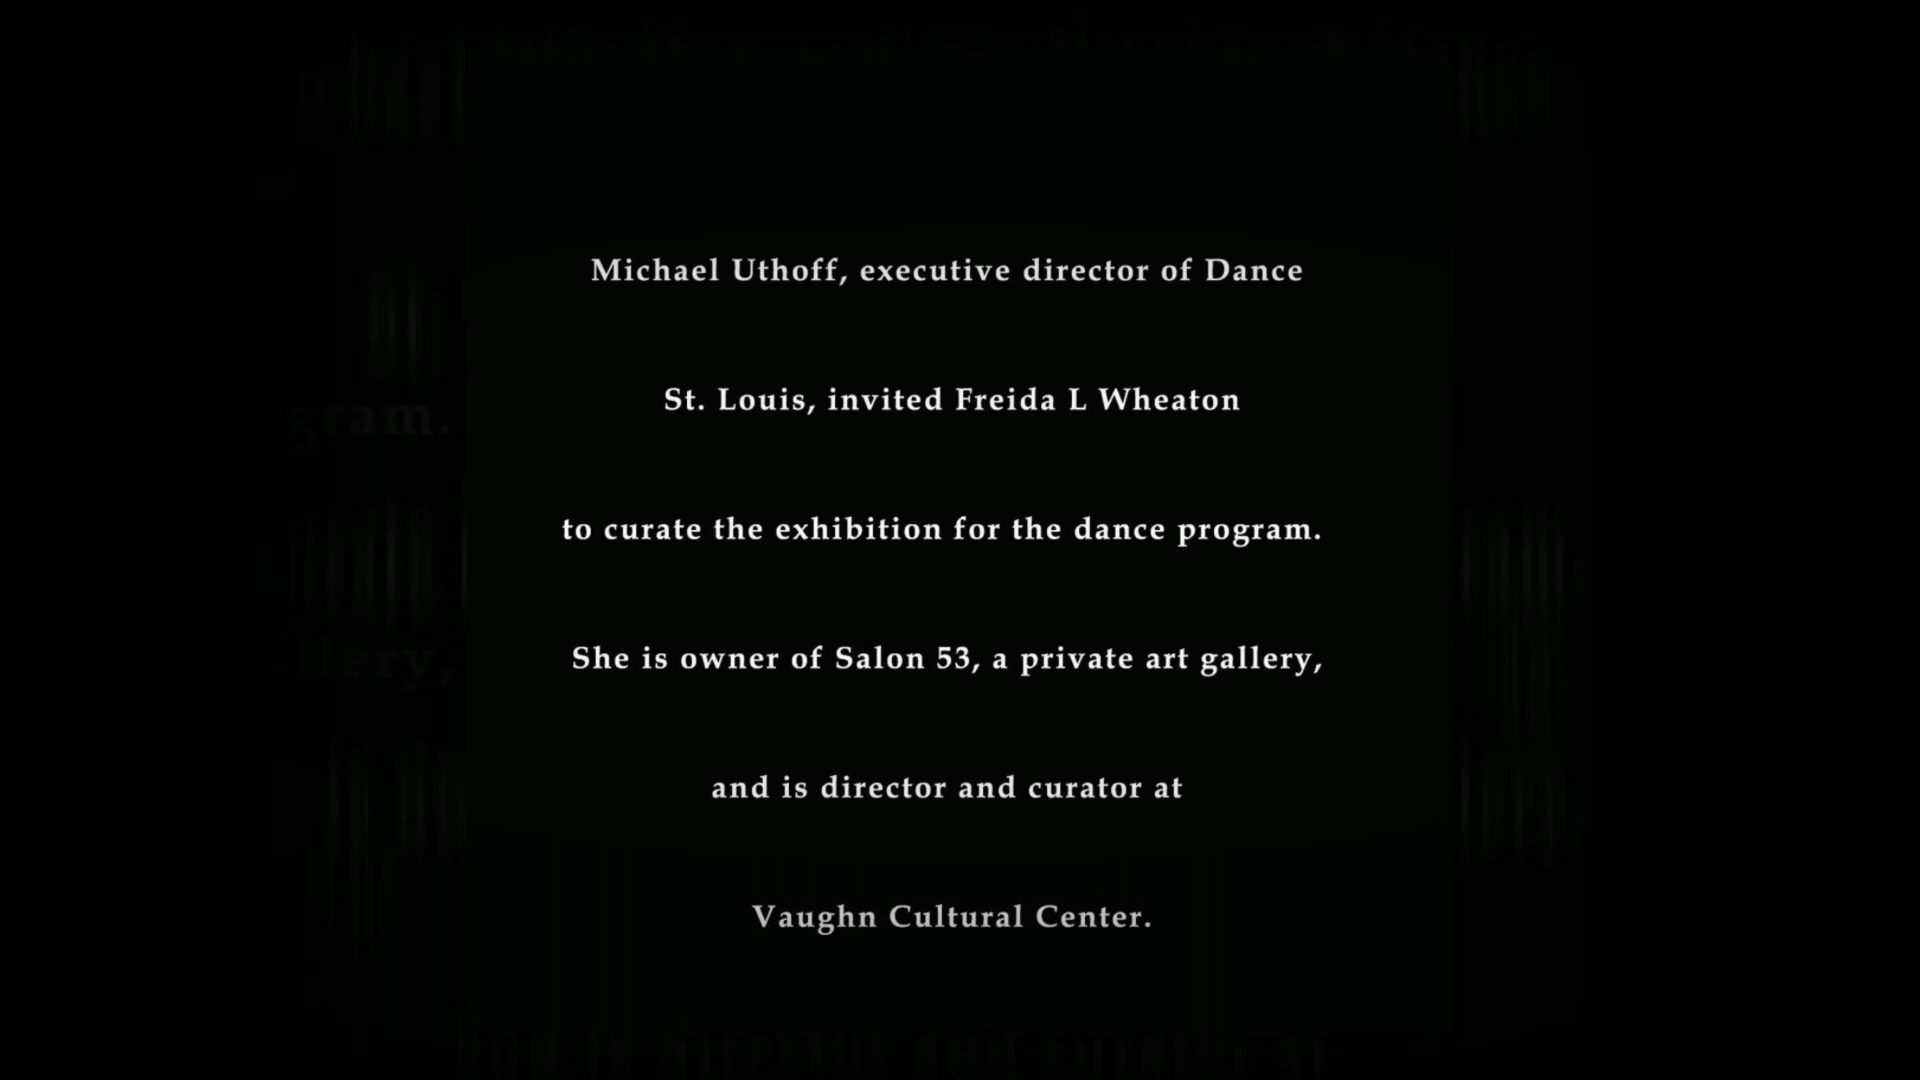 Michael Uthoff, executive director of Dance
St. Louis, invited Freida L Wheaton
to curate the exhibition for the dance program.
She is owner of Salon 53, a private art gallery,
and is director and curator at
Vaughn Cultural Center.